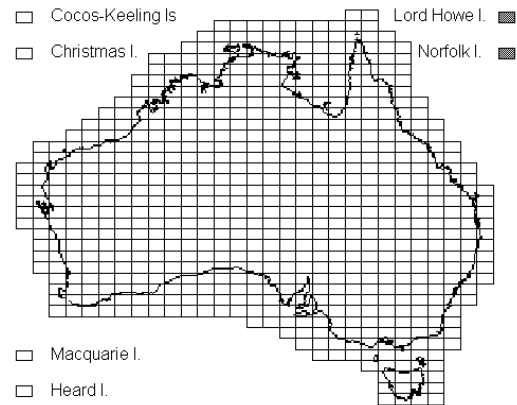 Cocos-Keeling Is
Lord Howe I.
Christmas I.
Norfolk I.
Macquarie I.
Heard I.